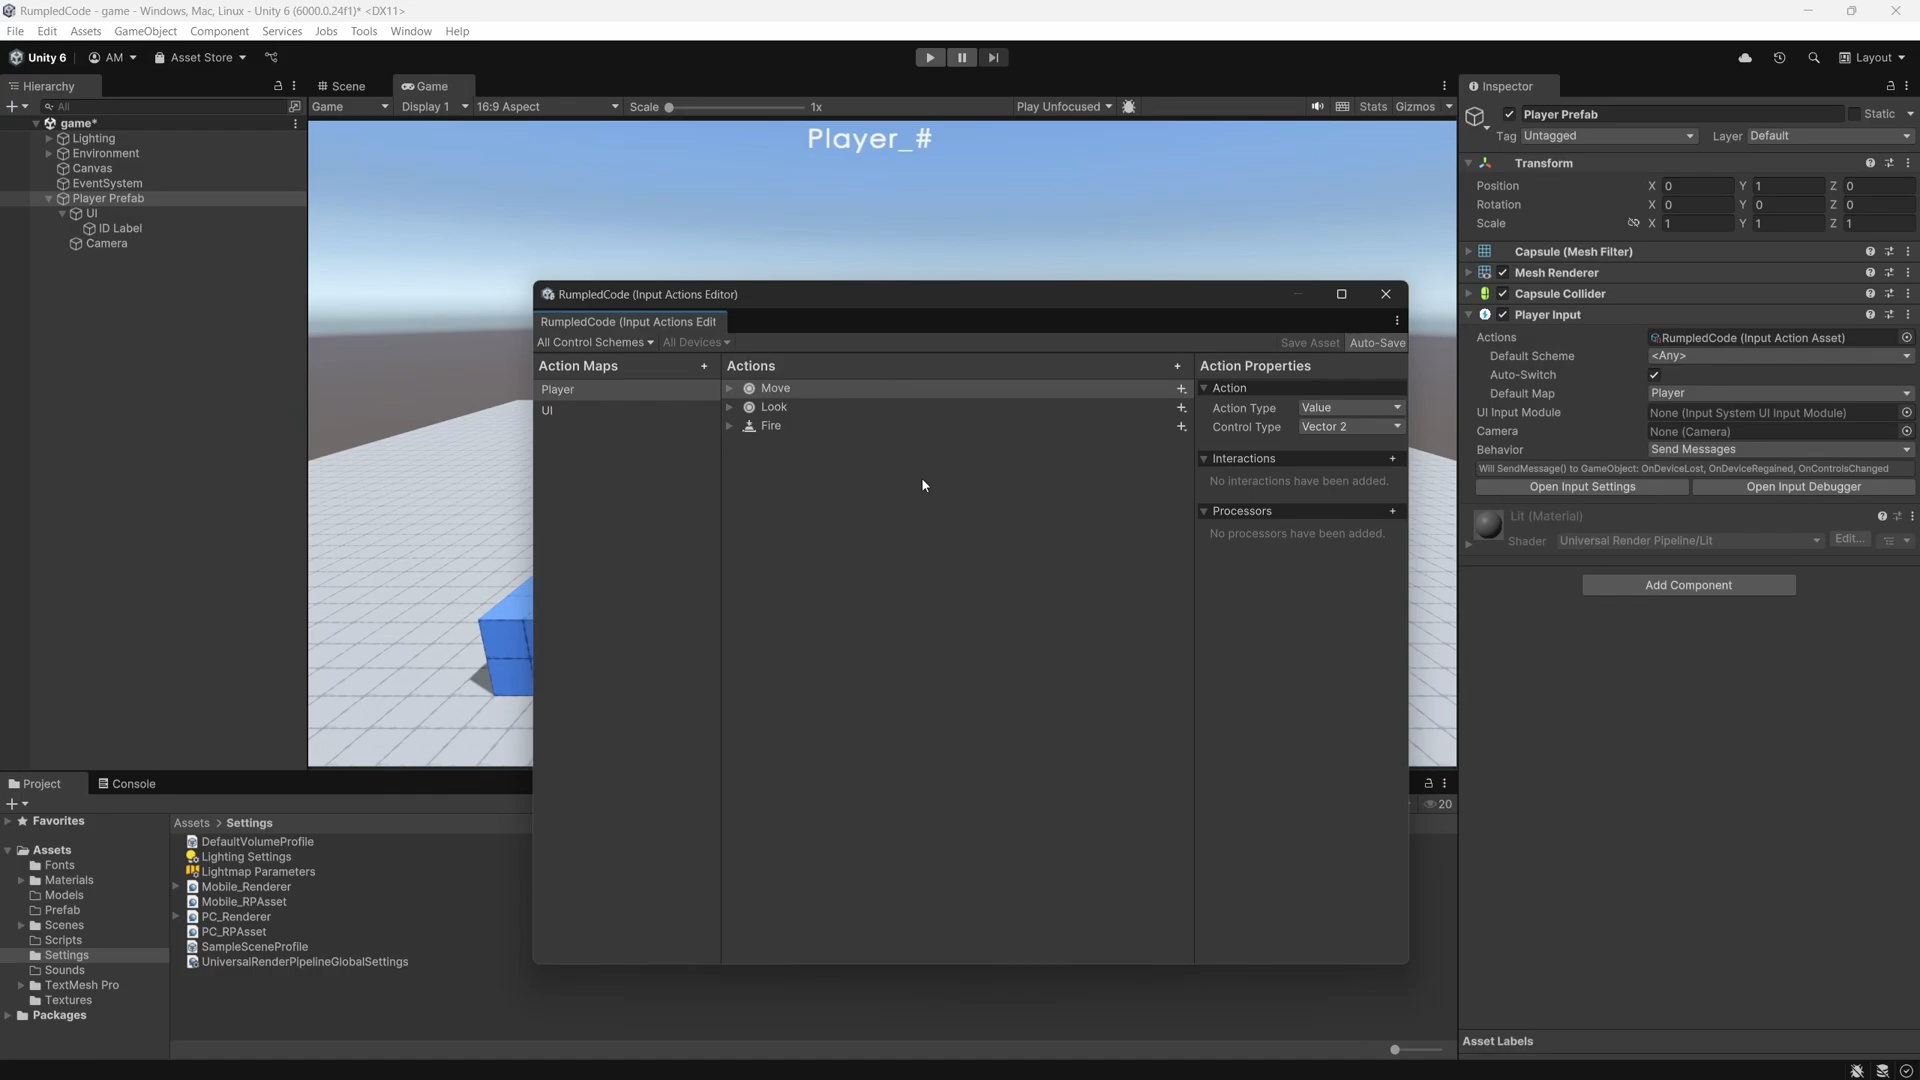 RumpledCode - game - Windows, Mac, Linux - Unity 6 (6000.0.24f1)* <DX11>
File Edit Assets GameObject Component Services Jobs Tools Window Help
Unity 6 AM Asset Store Layout
Hierarchy
All
game*
Lighting
Environment
Canvas
EventSystem
Player Prefab
UI
ID Label
Camera
Scene Game
Game Display 1 16:9 Aspect Scale 1x Play Unfocused Stats Gizmos
Player_#
RumpledCode (Input Actions Editor)
RumpledCode (Input Actions Edit
All Control Schemes All Devices Save Asset Auto-Save
Action Maps
Player
UI
Actions
Move
Look
Fire
Action Properties
Action
Action Type Value
Control Type Vector 2
Interactions
No interactions have been added.
Processors
No processors have been added.
Inspector
Player Prefab Static
Tag Untagged Layer Default
Transform
Position X 0 Y 1 Z 0
Rotation X 0 Y 0 Z 0
Scale X 1 Y 1 Z 1
Capsule (Mesh Filter)
Mesh Renderer
Capsule Collider
Player Input
Actions RumpledCode (Input Action Asset)
Default Scheme <Any>
Auto-Switch
Default Map Player
UI Input Module None (Input System UI Input Module)
Camera None (Camera)
Behavior Send Messages
Will SendMessage() to GameObject: OnDeviceLost, OnDeviceRegained, OnControlsChanged
Open Input Settings Open Input Debugger
Lit (Material)
Shader Universal Render Pipeline/Lit Edit...
Add Component
Asset Labels
Project Console
20
Favorites
Assets
Fonts
Materials
Models
Prefab
Scenes
Scripts
Settings
Sounds
TextMesh Pro
Textures
Packages
Assets > Settings
DefaultVolumeProfile
Lighting Settings
Lightmap Parameters
Mobile_Renderer
Mobile_RPAsset
PC_Renderer
PC_RPAsset
SampleSceneProfile
UniversalRenderPipelineGlobalSettings